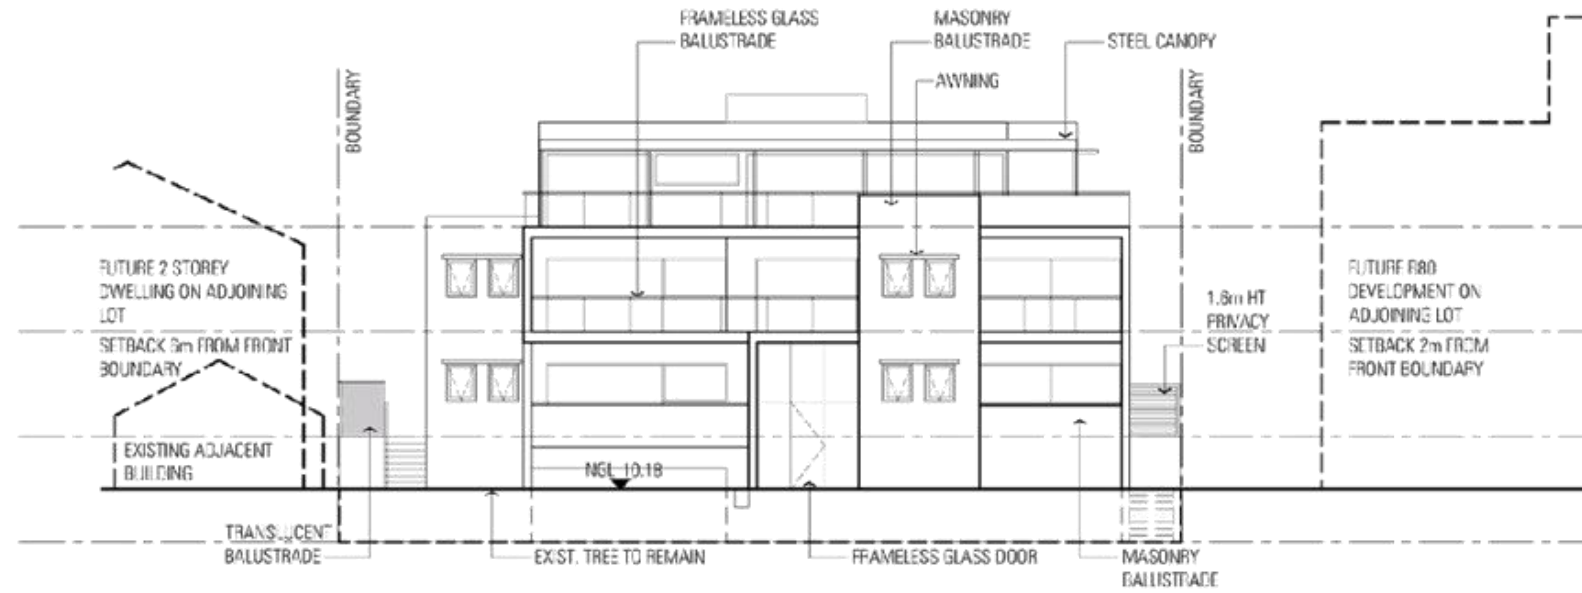 FRAMELESS GLASS
BALUSTRADE
MASONRY
BALUSTRADE
STEEL CANOPY
AWNING
BOUNDARY
BOUNDARY
FUTURE 2 STOREY
DWELLING ON ADJOINING
LOT
SETBACK 6m FROM FRONT
BOUNDARY
EXISTING ADJACENT
BUILDING
FUTURE R80
DEVELOPMENT ON
ADJOINING LOT
SETBACK 2m FROM
FRONT BOUNDARY
1.6m HT
PRIVACY
SCREEN
NGL 10.18
TRANSLUCENT
BALUSTRADE
EXIST. TREE TO REMAIN
FRAMELESS GLASS DOOR
MASONRY
BALUSTRADE